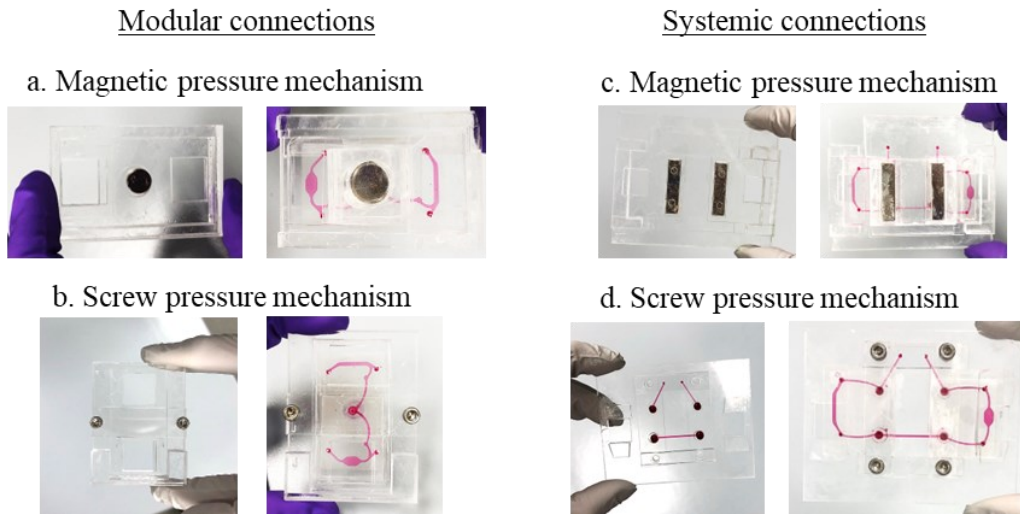 Modular connections
Systemic connections
a. Magnetic pressure mechanism
c. Magnetic pressure mechanism
b. Screw pressure mechanism
d. Screw pressure mechanism